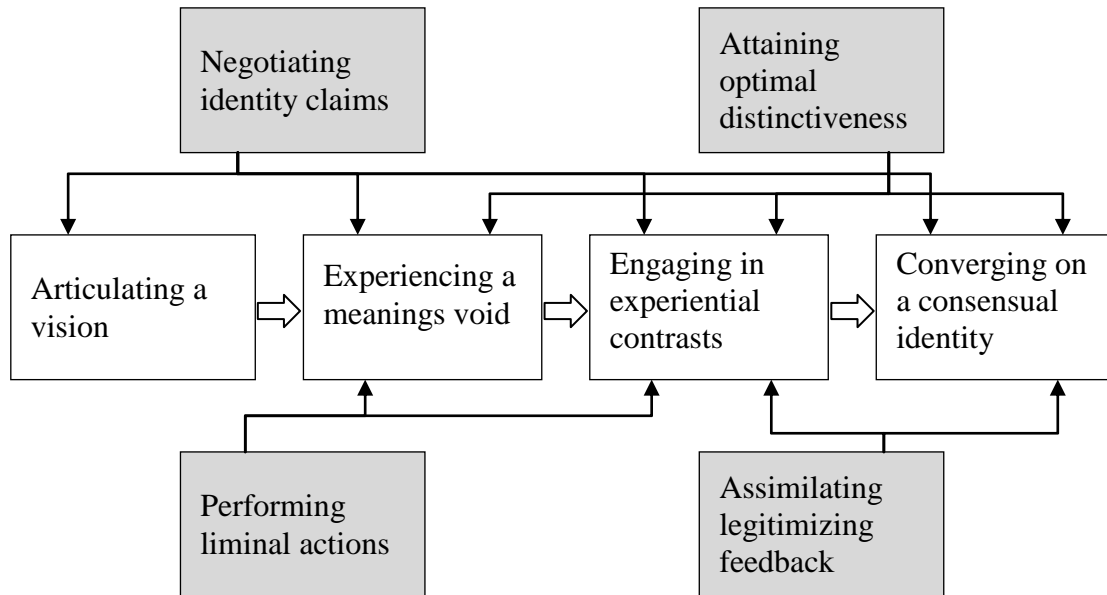 Negotiating
identity claims
Attaining
optimal
distinctiveness
Articulating a
vision
Experiencing a
meanings void
Engaging in
experiential
contrasts
Converging on
a consensual
identity
Performing
liminal actions
Assimilating
legitimizing
feedback